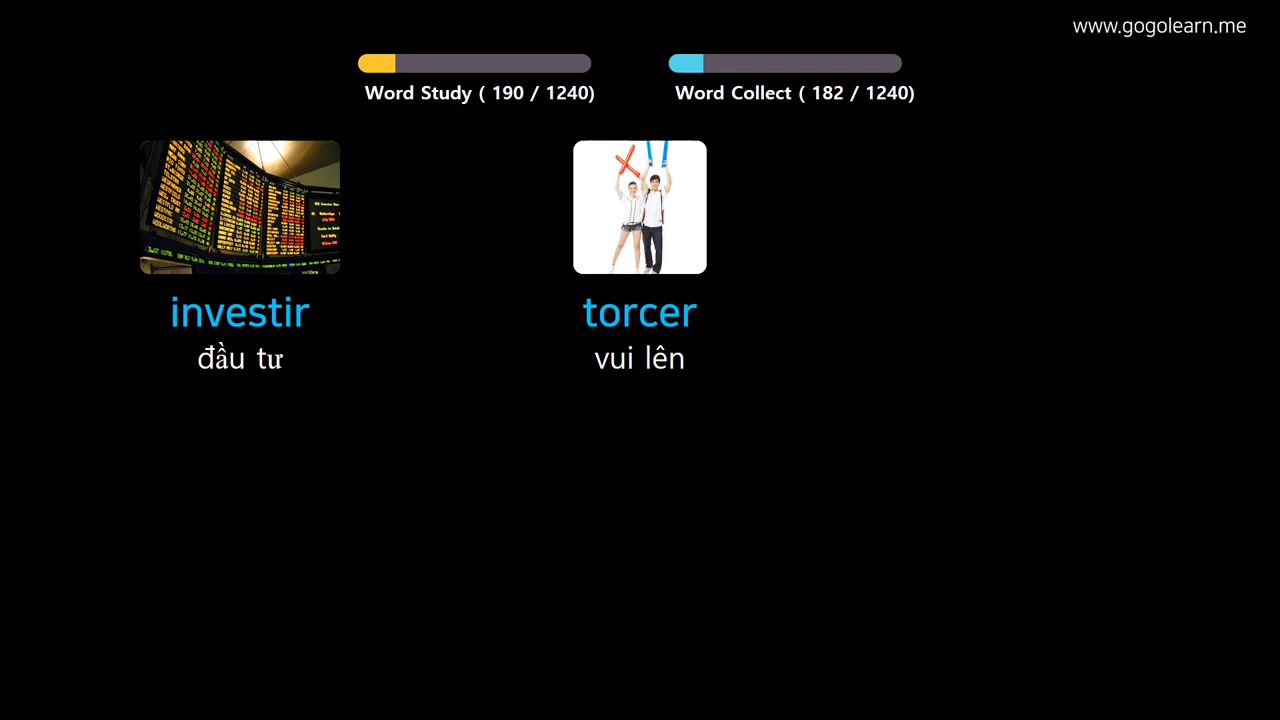 www.gogolearn.me
Word Study ( 190 / 1240)
Word Collect ( 182 / 1240)
investir
torcer
đầu tư
vui lên